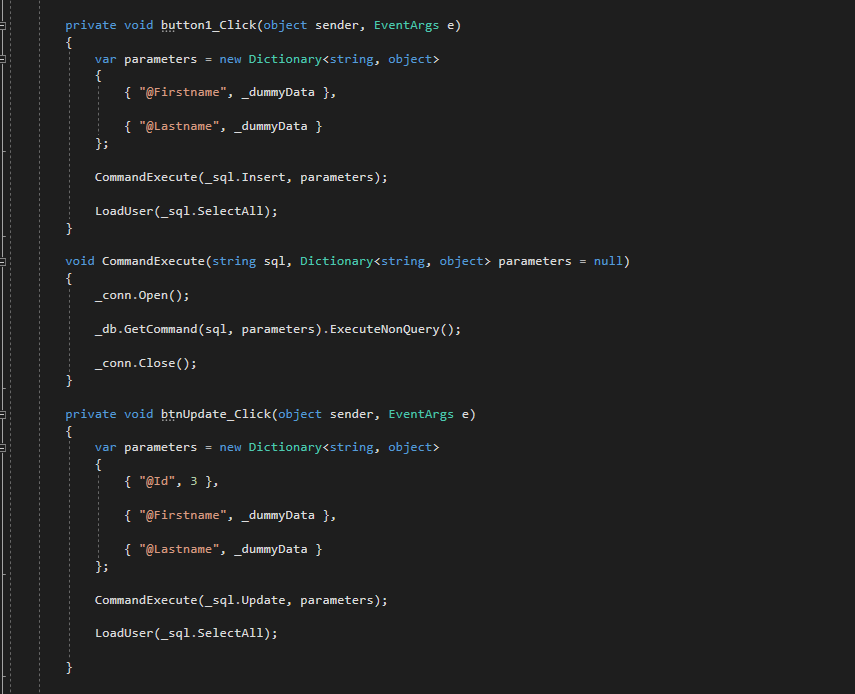 private void button1_Click(object sender, EventArgs e)
{
var parameters = new Dictionary<string, object>
{
{ "@Firstname", _dummyData },
{ "@Lastname", _dummyData }
};
CommandExecute(_sql.Insert, parameters);
LoadUser(_sql.SelectAll);
}
void CommandExecute(string sql, Dictionary<string, object> parameters = null)
{
_conn.Open();
_db.GetCommand(sql, parameters).ExecuteNonQuery();
_conn.Close();
}
private void btnUpdate_Click(object sender, EventArgs e)
{
var parameters = new Dictionary<string, object>
{
{ "@Id", 3 },
{ "@Firstname", _dummyData },
{ "@Lastname", _dummyData }
};
CommandExecute(_sql.Update, parameters);
LoadUser(_sql.SelectAll);
}